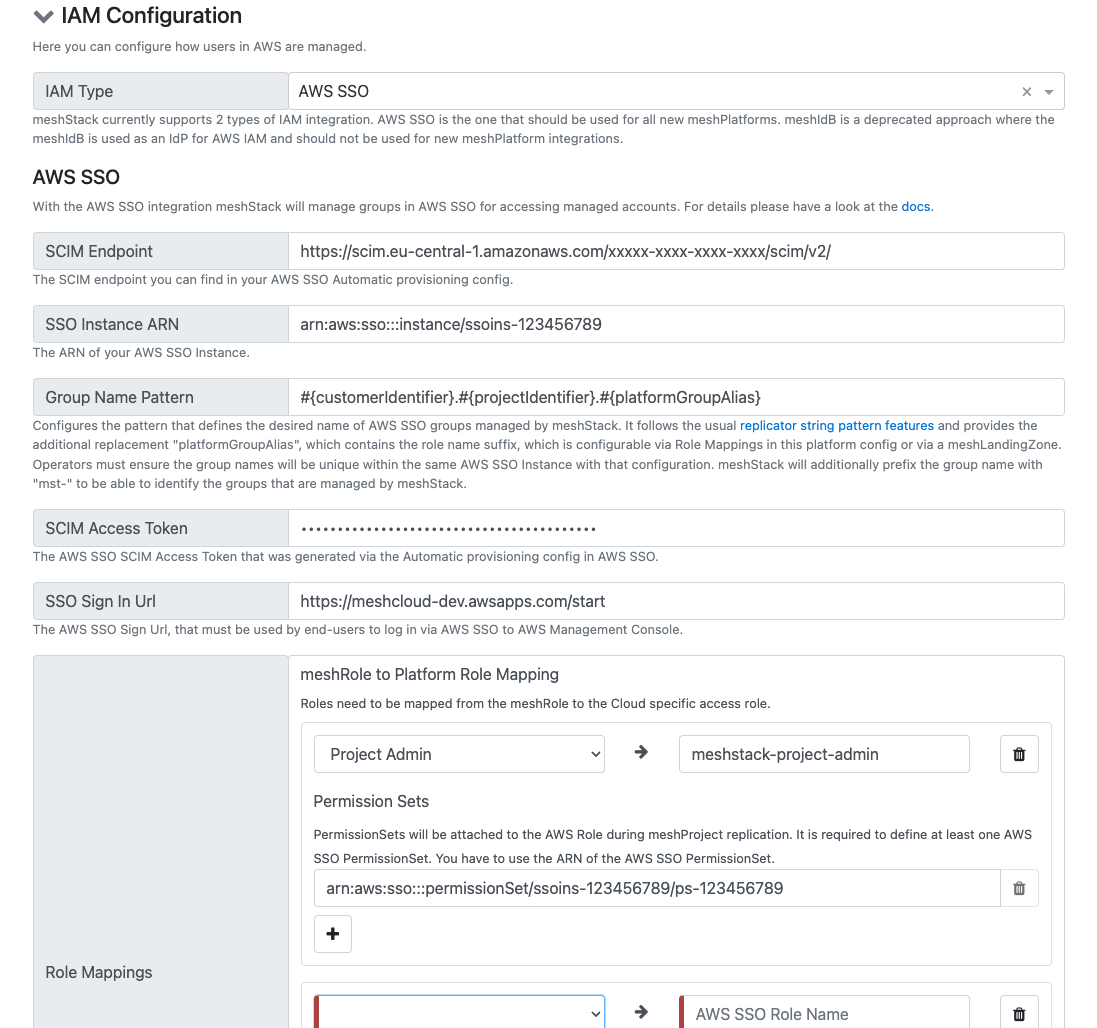 IAM Configuration
Here you can configure how users in AWS are managed.
IAM Type
AWS SSO
meshStack currently supports 2 types of IAM integration. AWS SSO is the one that should be used for all new meshPlatforms. meshIdB is a deprecated approach where the
meshIdB is used as an IdP for AWS IAM and should not be used for new meshPlatform integrations.
AWS SSO
With the AWS SSO integration meshStack will manage groups in AWS SSO for accessing managed accounts. For details please have a look at the docs.
SCIM Endpoint
https://scim.eu-central-1.amazonaws.com/xxxxx-xxxx-xxxx-xxxx/scim/v2/
The SCIM endpoint you can find in your AWS SSO Automatic provisioning config.
SSO Instance ARN
arn:aws:sso:::instance/ssoins-123456789
The ARN of your AWS SSO Instance.
Group Name Pattern
#{customerIdentifier}.#{projectIdentifier}.#{platformGroupAlias}
Configures the pattern that defines the desired name of AWS SSO groups managed by meshStack. It follows the usual replicator string pattern features and provides the
additional replacement "platformGroupAlias", which contains the role name suffix, which is configurable via Role Mappings in this platform config or via a meshLandingZone.
Operators must ensure the group names will be unique within the same AWS SSO Instance with that configuration. meshStack will additionally prefix the group name with
"mst-" to be able to identify the groups that are managed by meshStack.
SCIM Access Token
The AWS SSO SCIM Access Token that was generated via the Automatic provisioning config in AWS SSO.
SSO Sign In Url
https://meshcloud-dev.awsapps.com/start
The AWS SSO Sign Url, that must be used by end-users to log in via AWS SSO to AWS Management Console.
meshRole to Platform Role Mapping
Roles need to be mapped from the meshRole to the Cloud specific access role.
Project Admin
meshstack-project-admin
Permission Sets
PermissionSets will be attached to the AWS Role during meshProject replication. It is required to define at least one AWS
SSO PermissionSet. You have to use the ARN of the AWS SSO PermissionSet.
arn:aws:sso:::permissionSet/ssoins-123456789/ps-123456789
Role Mappings
AWS SSO Role Name